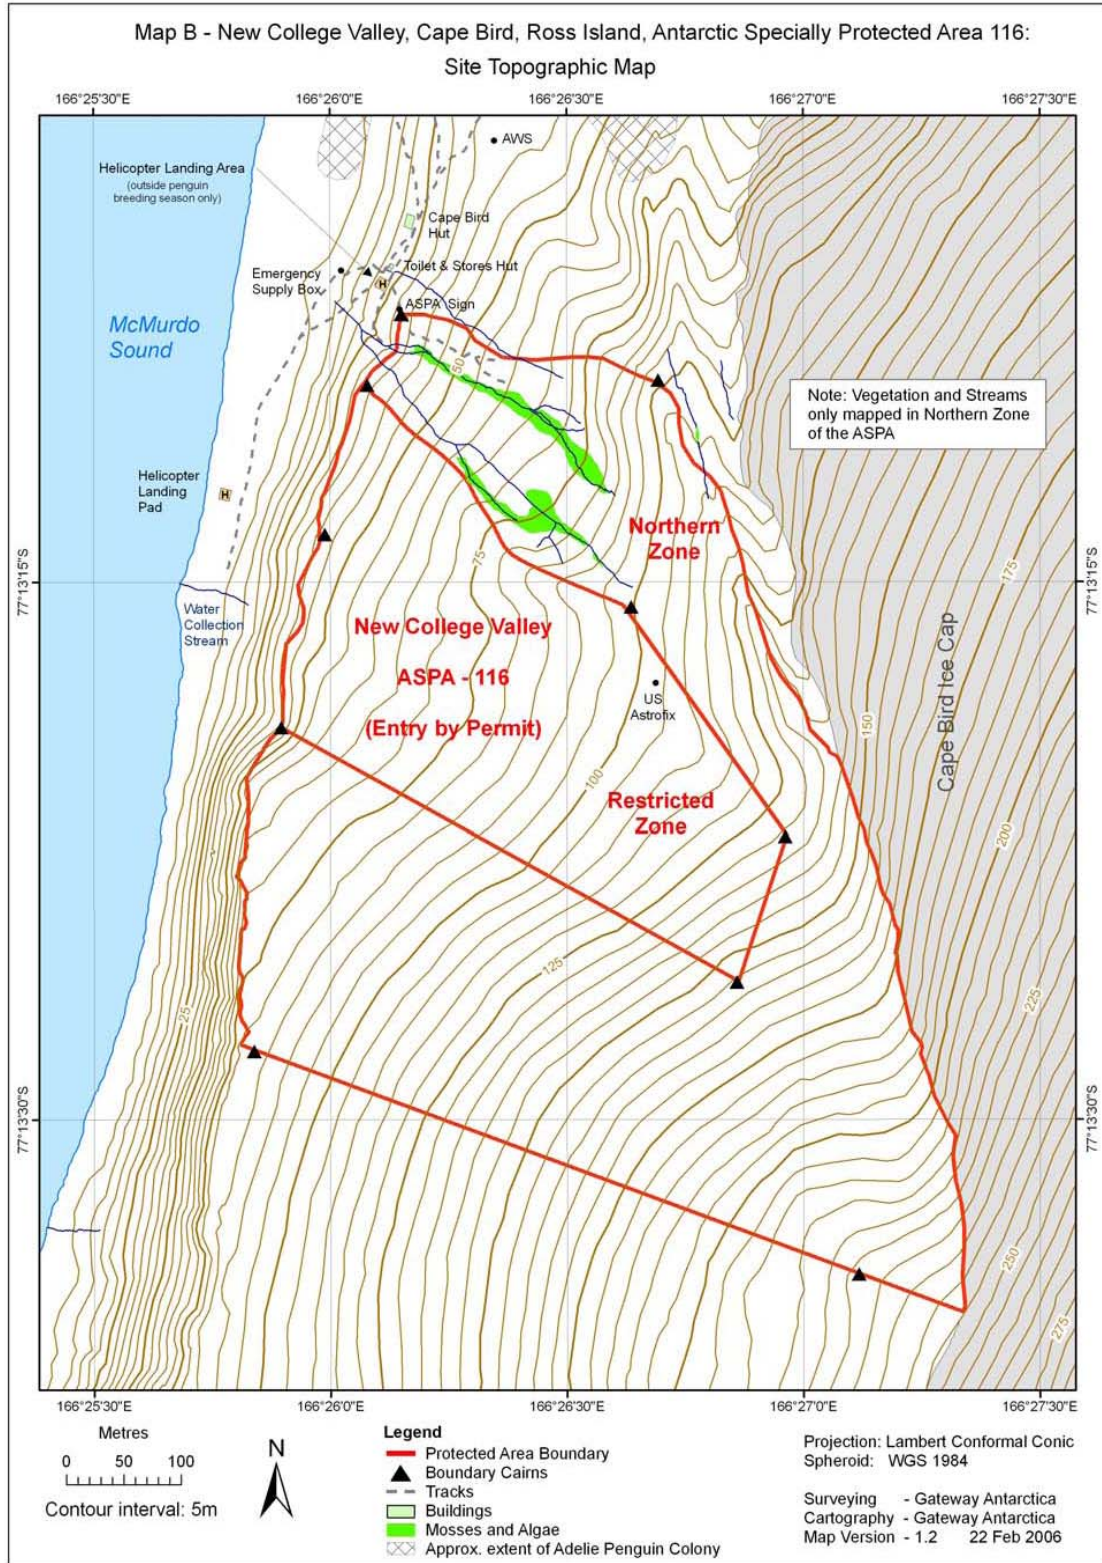 Map B - New College Valley, Cape Bird, Ross Island, Antarctic Specially Protected Area 116:
Site Topographic Map
166°25'30"E
166°26'0"E
166°26'30"E
166°27'0"E
166°27'30"E
AWS
Helicopter Landing Area
(outside penguin
breeding season only)
Cape Bird
Hut
Toilet & Stores Hut
Emergency
Supply Box
H
ASPA Sign
McMurdo
Sound
50
Note: Vegetation and Streams
only mapped in Northern Zone
of the ASPA
Helicopter
Landing
Pad
H
Northern
Zone
75
175
77°13'15"S
77°13'15"S
Water
Collection
Stream
New College Valley
ASPA - 116
(Entry by Permit)
US
Astrofix
Cape Bird Ice Cap
150
100
Restricted
Zone
200
125
25
225
77°13'30"S
77°13'30"S
250
275
166°25'30"E
166°26'0"E
166°26'30"E
166°27'0"E
166°27'30"E
Metres
0 50 100
Contour interval: 5m
N
Legend
Protected Area Boundary
Boundary Cairns
Tracks
Buildings
Mosses and Algae
Approx. extent of Adelie Penguin Colony
Projection: Lambert Conformal Conic
Spheroid: WGS 1984
Surveying - Gateway Antarctica
Cartography - Gateway Antarctica
Map Version - 1.2 22 Feb 2006